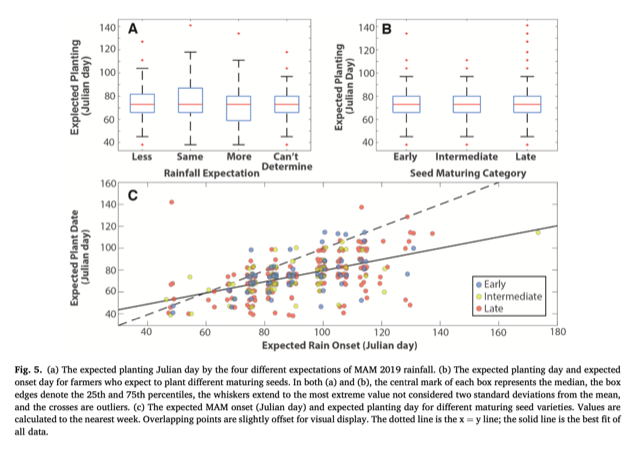 A
B
Explected Planting
(Julian day)
140
120
100
80
60
40
Less Same More Can't
Determine
Rainfall Expectation
Expected Planting
(Julian Day)
140
120
100
80
60
40
Early Intermediate Late
Seed Maturing Category
C
Expected Plant Date
(Julian day)
160
140
120
100
80
60
40
40 60 80 100 120 140 160 180
Expected Rain Onset (Julian day)
Early
Intermediate
Late
Fig. 5. (a) The expected planting Julian day by the four different expectations of MAM 2019 rainfall. (b) The expected planting day and expected
onset day for farmers who expect to plant different maturing seeds. In both (a) and (b), the central mark of each box represents the median, the box
edges denote the 25th and 75th percentiles, the whiskers extend to the most extreme value not considered two standard deviations from the mean,
and the crosses are outliers. (c) The expected MAM onset (Julian day) and expected planting day for different maturing seed varieties. Values are
calculated to the nearest week. Overlapping points are slightly offset for visual display. The dotted line is the x = y line; the solid line is the best fit of
all data.